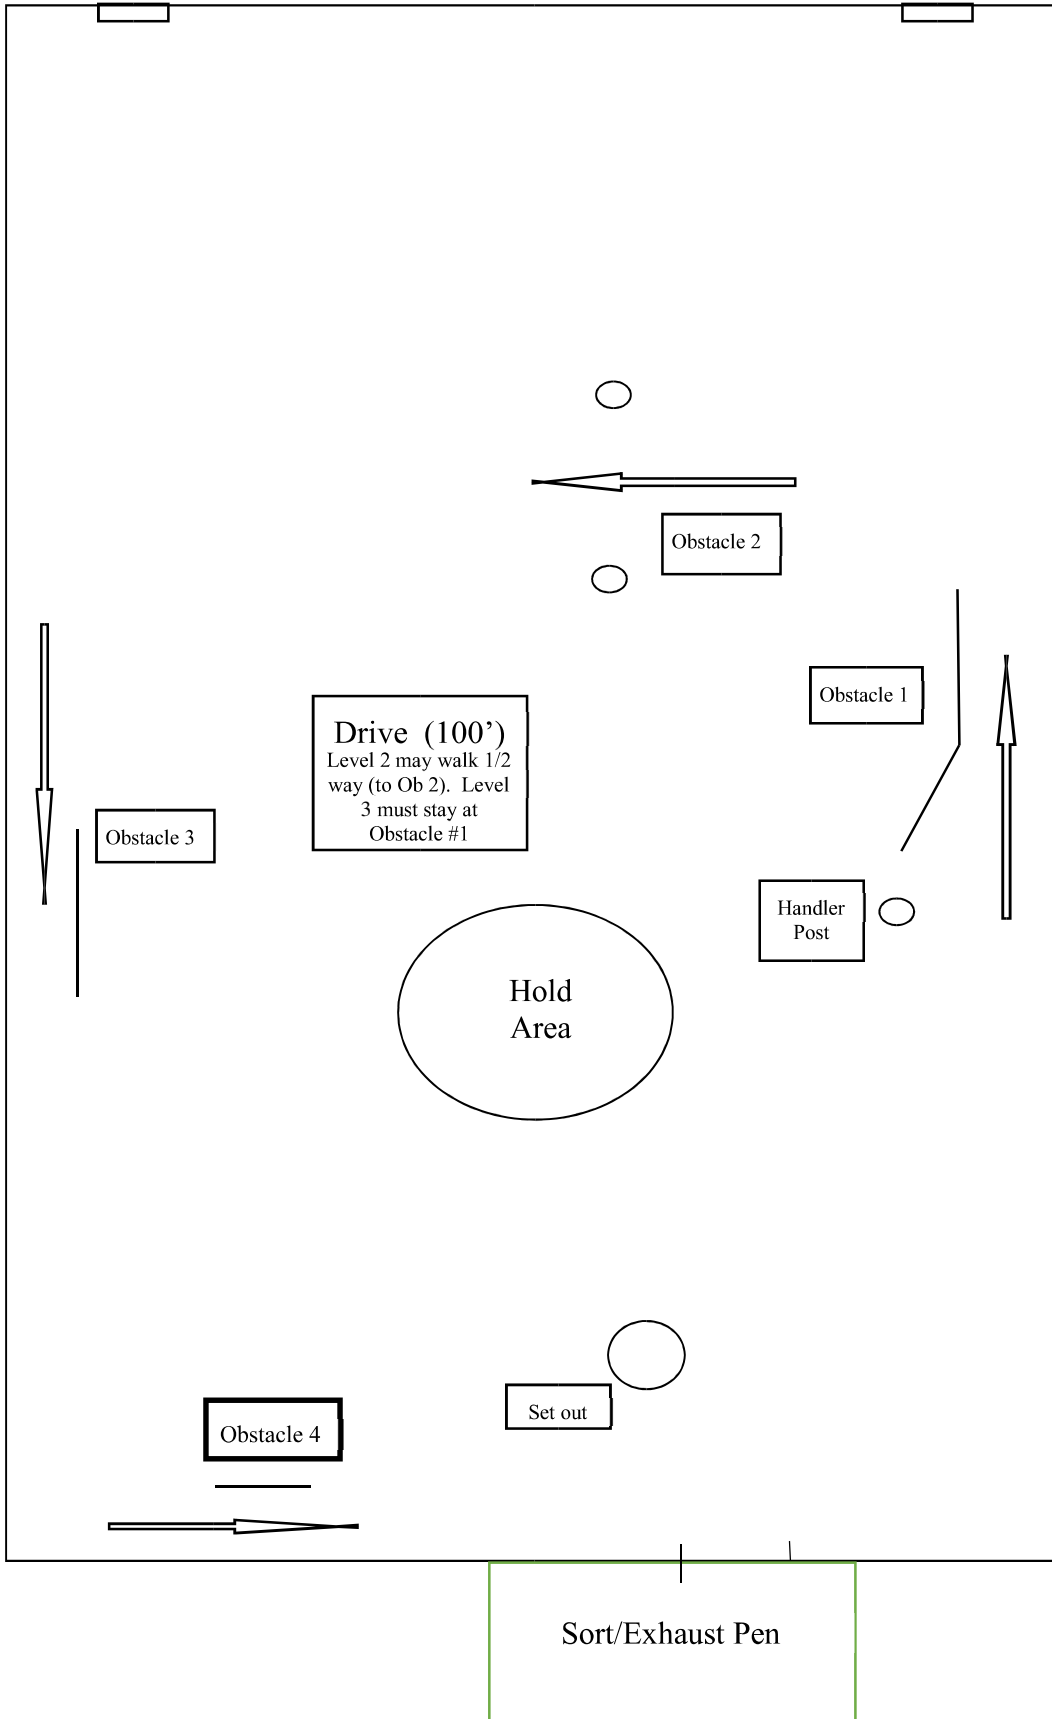 Obstacle 2
Obstacle 1
Drive (100’)
Level 2 may walk 1/2
way (to Ob 2). Level
3 must stay at
Obstacle #1
Obstacle 3
Handler
Post
Hold
Area
Set out
Obstacle 4
Sort/Exhaust Pen